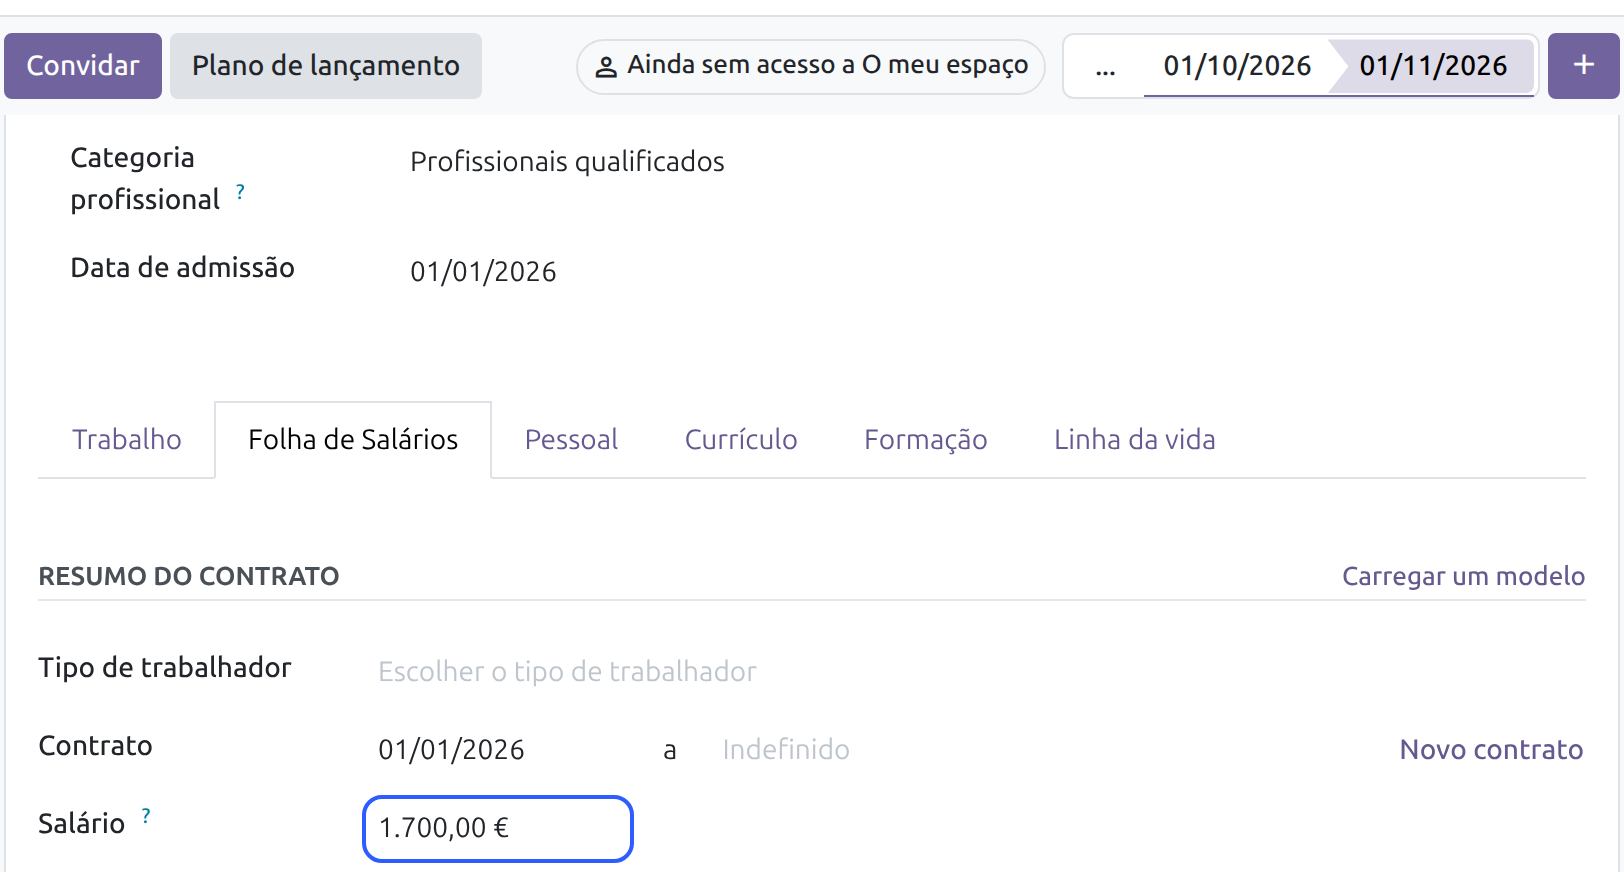 Convidar Plano de lançamento Ainda sem acesso a O meu espaço ... 01/10/2026 01/11/2026 +
Categoria profissional ? Profissionais qualificados
Data de admissão 01/01/2026
Trabalho Folha de Salários Pessoal Currículo Formação Linha da vida
RESUMO DO CONTRATO Carregar um modelo
Tipo de trabalhador Escolher o tipo de trabalhador
Contrato 01/01/2026 a Indefinido Novo contrato
Salário ? 1.700,00 €